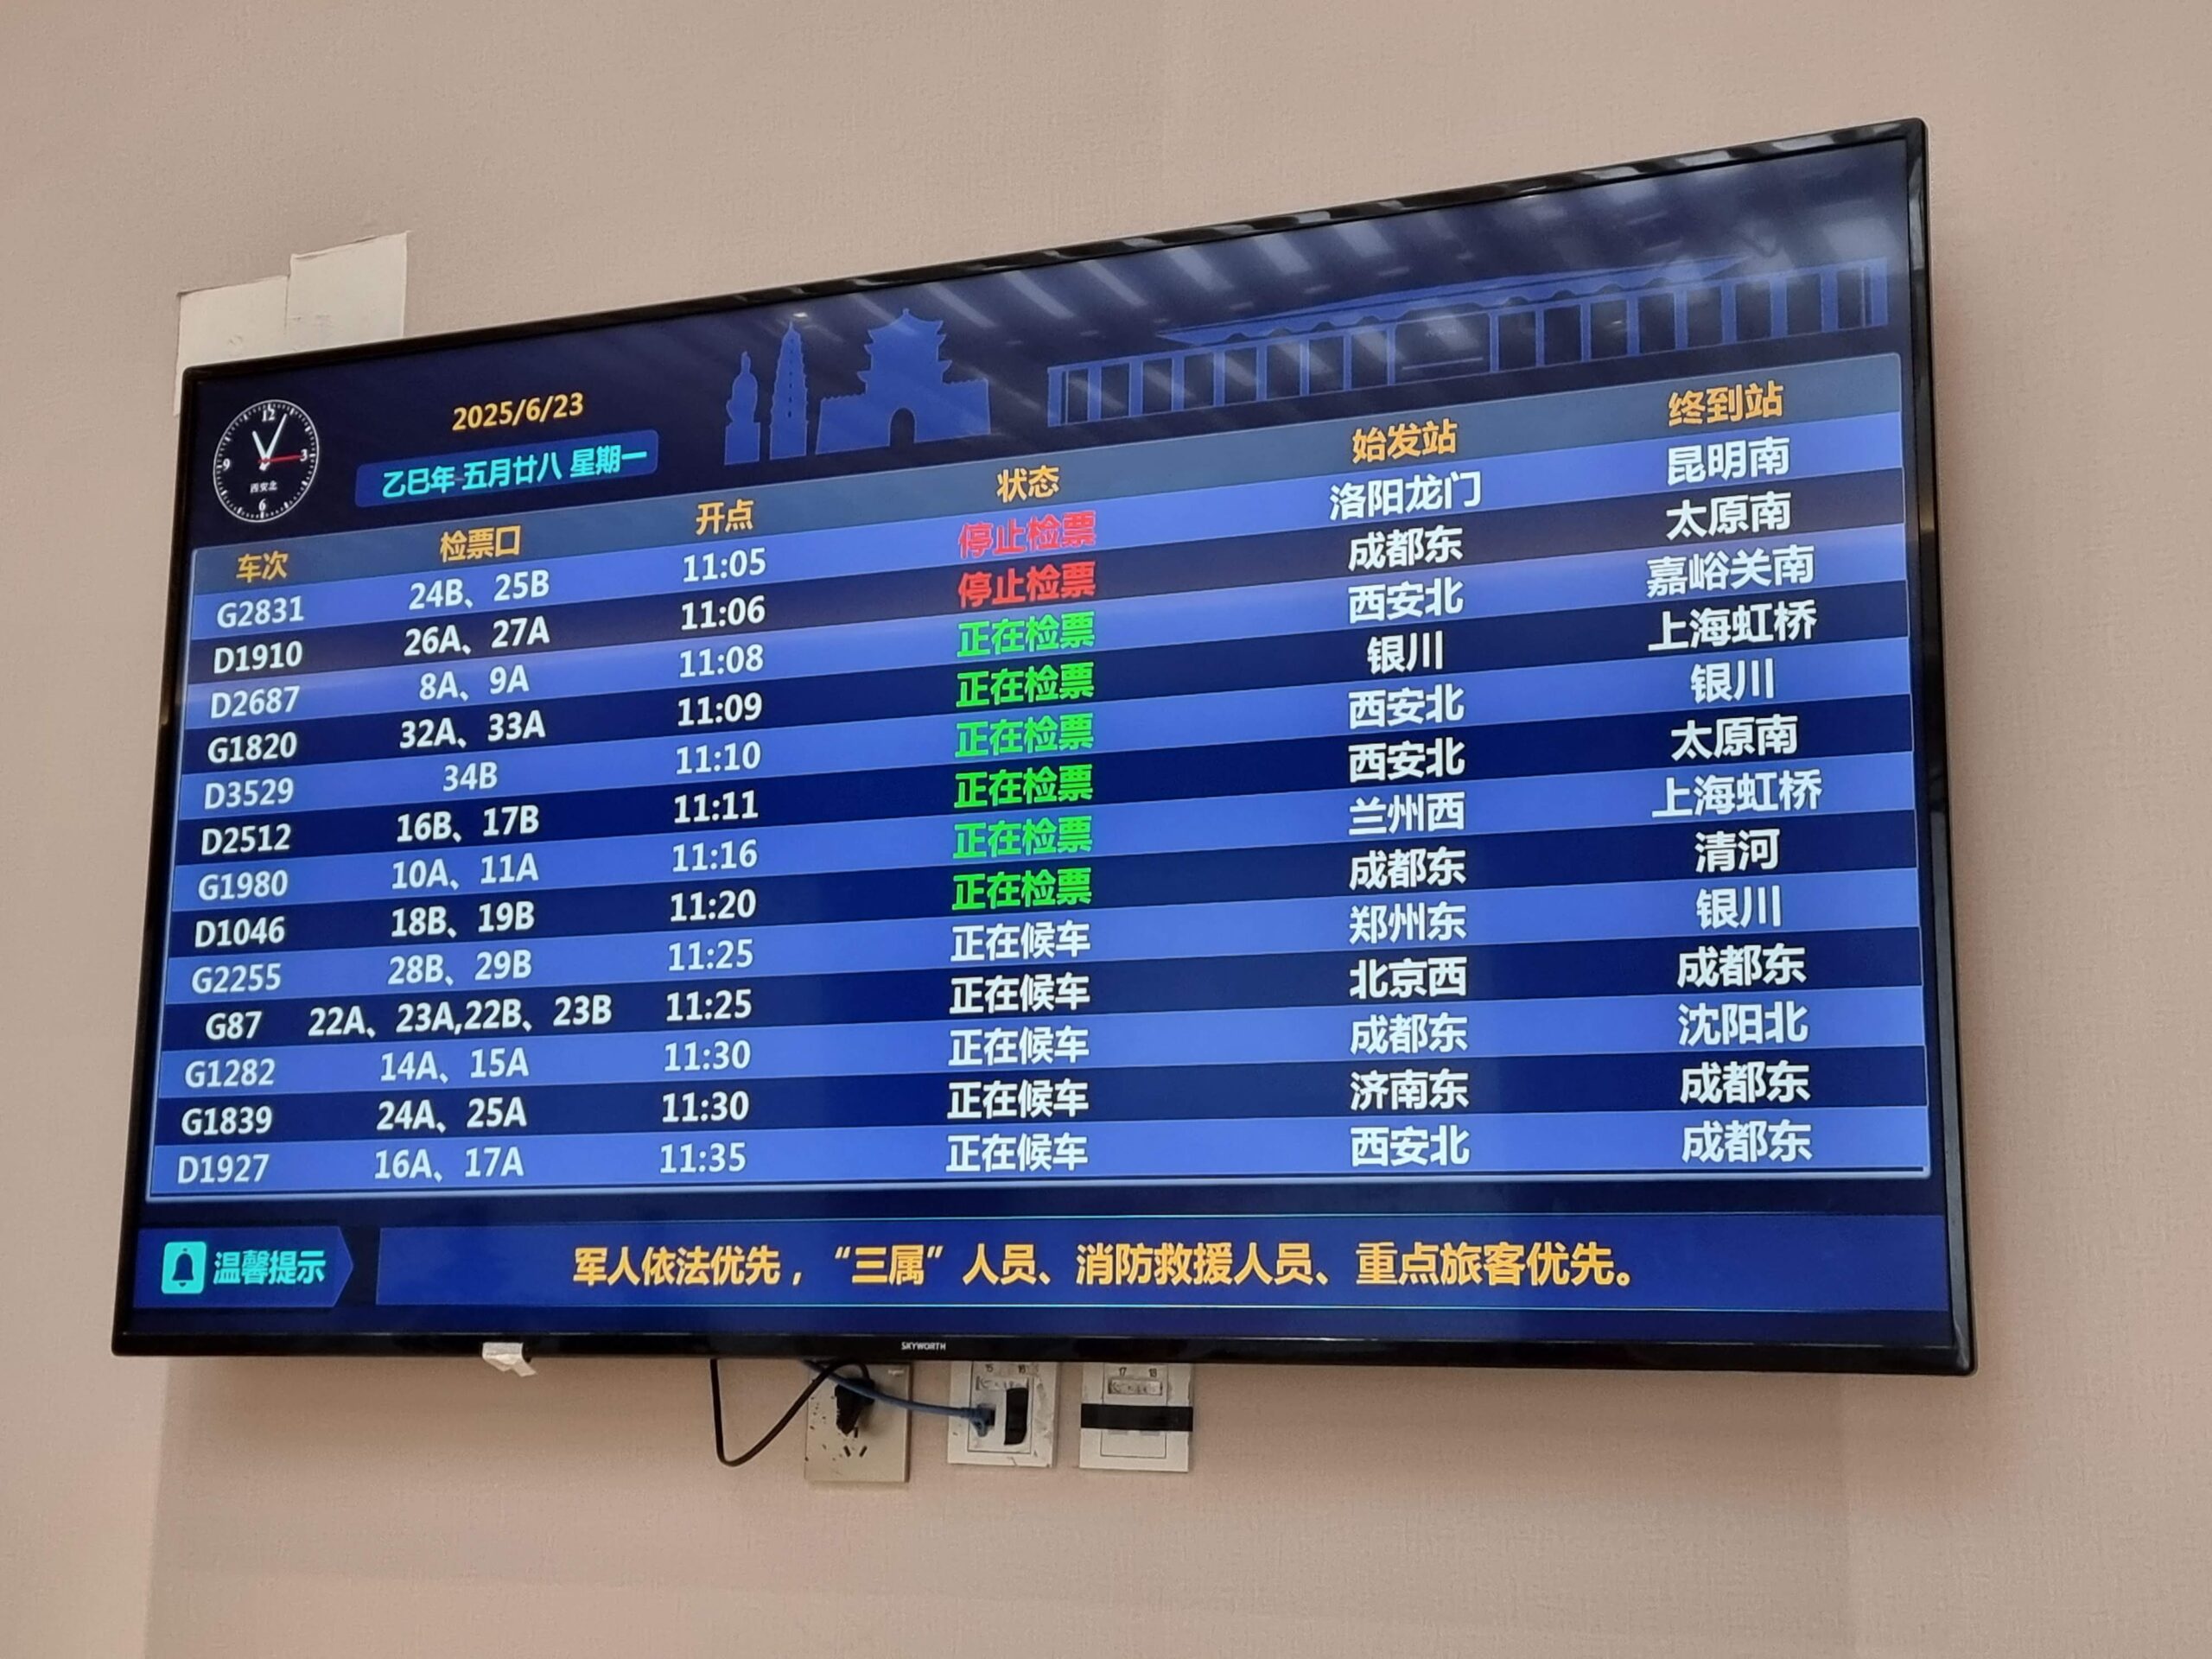 12
3
6
9
西安北
2025/6/23
乙巳年 五月廿八 星期一
车次 检票口 开点 状态 始发站 终到站
G2831 24B、25B 11:05 停止检票 洛阳龙门 昆明南
D1910 26A、27A 11:06 停止检票 成都东 太原南
D2687 8A、9A 11:08 正在检票 西安北 嘉峪关南
G1820 32A、33A 11:09 正在检票 银川 上海虹桥
D3529 34B 11:10 正在检票 西安北 银川
D2512 16B、17B 11:11 正在检票 西安北 太原南
G1980 10A、11A 11:16 正在检票 兰州西 上海虹桥
D1046 18B、19B 11:20 正在检票 成都东 清河
G2255 28B、29B 11:25 正在候车 郑州东 银川
G87 22A、23A,22B、23B 11:25 正在候车 北京西 成都东
G1282 14A、15A 11:30 正在候车 成都东 沈阳北
G1839 24A、25A 11:30 正在候车 济南东 成都东
D1927 16A、17A 11:35 正在候车 西安北 成都东
温馨提示 军人依法优先，“三属”人员、消防救援人员、重点旅客优先。
SKYWORTH
15 16 17 18